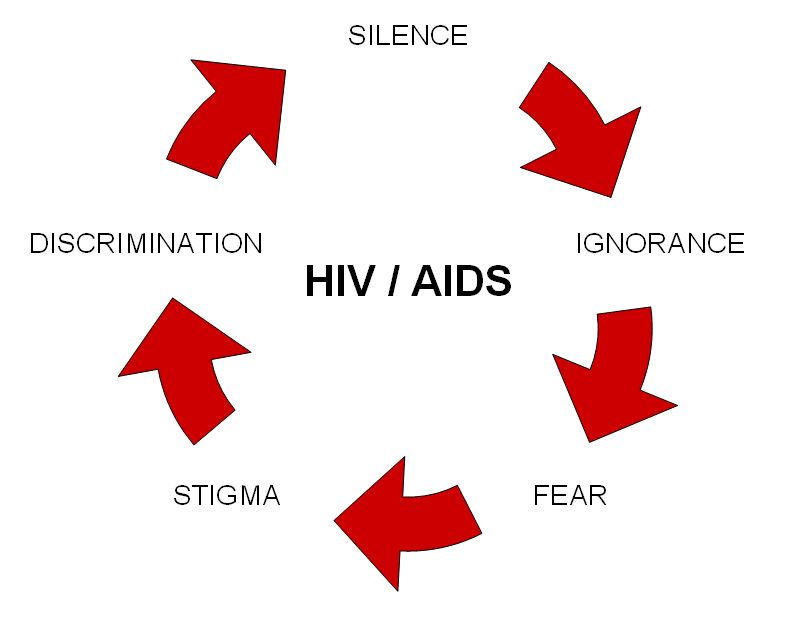 SILENCE
IGNORANCE
FEAR
STIGMA
DISCRIMINATION
HIV / AIDS